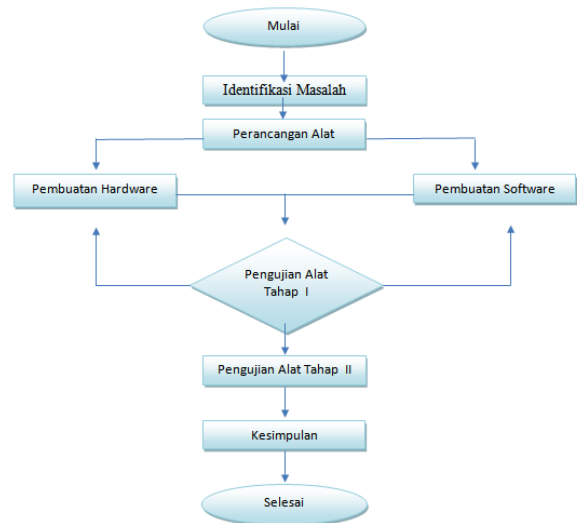 Mulai
Identifikasi Masalah
Perancangan Alat
Pembuatan Hardware
Pembuatan Software
Pengujian Alat
Tahap I
Pengujian Alat Tahap II
Kesimpulan
Selesai